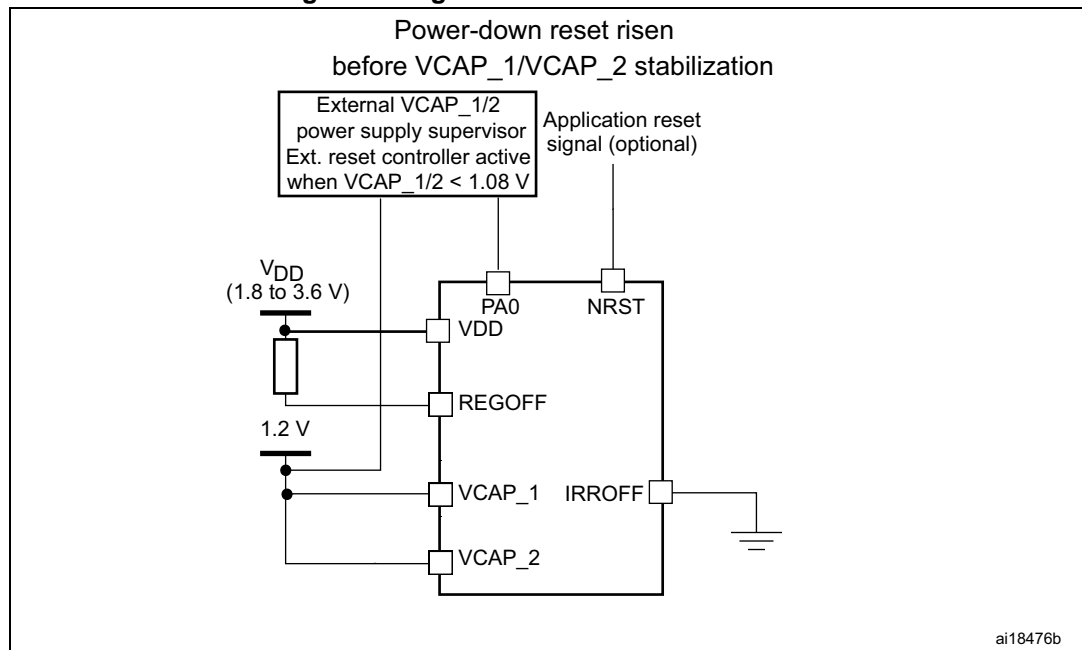 Power-down reset risen
before VCAP_1/VCAP_2 stabilization
External VCAP_1/2
power supply supervisor
Ext. reset controller active
when VCAP_1/2 < 1.08 V
Application reset
signal (optional)
VDD
(1.8 to 3.6 V)
PA0
NRST
VDD
REGOFF
1.2 V
VCAP_1
IRROFF
VCAP_2
ai18476b